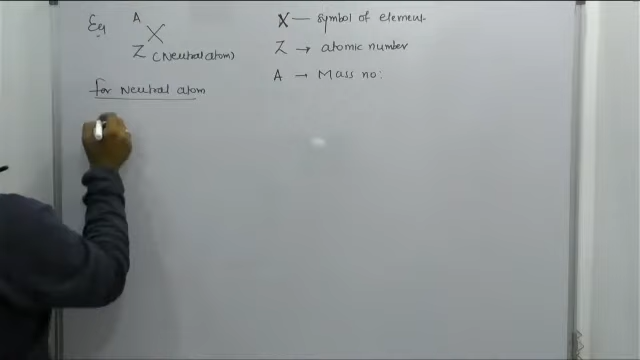 Eg A
X
Z (Neutral atom)
X — symbol of element
Z → atomic number
A → Mass no:
for Neutral atom